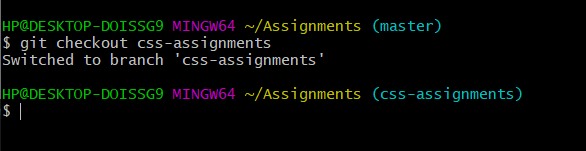 HP@DESKTOP-DOISSG9 MINGW64 ~/Assignments (master)
$ git checkout css-assignments
Switched to branch 'css-assignments'
HP@DESKTOP-DOISSG9 MINGW64 ~/Assignments (css-assignments)
$